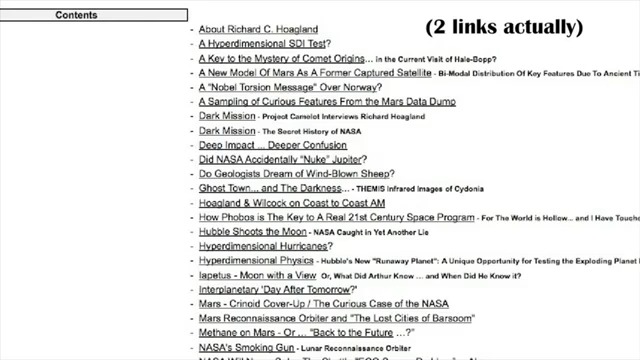 Contents
(2 links actually)
- About Richard C. Hoagland
- A Hyperdimensional SDI Test?
- A Key to the Mystery of Comet Origins... in the Current Visit of Hale-Bopp?
- A New Model Of Mars As A Former Captured Satellite - Bi-Modal Distribution Of Key Features Due To Ancient
- A "Nobel Torsion Message" Over Norway?
- A Sampling of Curious Features From the Mars Data Dump
- Dark Mission - Project Camelot Interviews Richard Hoagland
- Dark Mission - The Secret History of NASA
- Deep Impact ... Deeper Confusion
- Did NASA Accidentally "Nuke" Jupiter?
- Do Geologists Dream of Wind-Blown Sheep?
- Ghost Town... and The Darkness... - THEMIS Infrared Images of Cydonia
- Hoagland & Wilcock on Coast to Coast AM
- How Phobos is The Key to A Real 21st Century Space Program - For The World is Hollow... and I Have
- Hubble Shoots the Moon - NASA Caught in Yet Another Lie
- Hyperdimensional Hurricanes?
- Hyperdimensional Physics - Hubble's New "Runaway Planet": A Unique Opportunity for Testing the Exploding Planet
- Iapetus - Moon with a View Or, What Did Arthur Know ... and When Did He Know it?
- Interplanetary 'Day After Tomorrow?'
- Mars - Crinoid Cover-Up / The Curious Case of the NASA
- Mars Reconnaissance Orbiter and "The Lost Cities of Barsoom"
- Methane on Mars - Or ... "Back to the Future ...?"
- NASA's Smoking Gun - Lunar Reconnaissance Orbiter